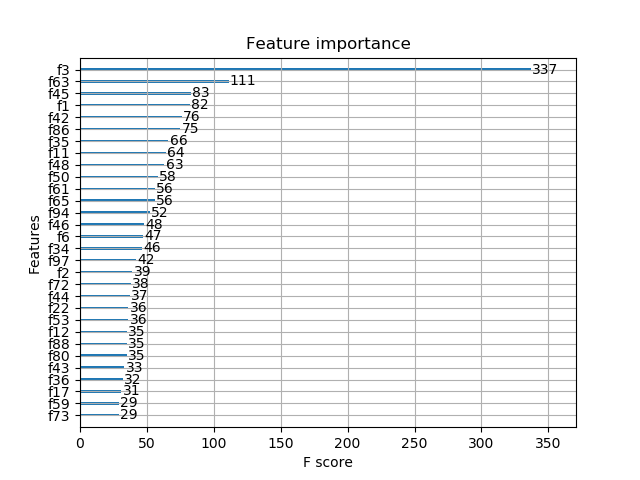 Feature importance
f3 337
f63 111
f45 83
f1 82
f42 76
f86 75
f35 66
f11 64
f48 63
f50 58
f61 56
f65 56
f94 52
f46 48
f6 47
f34 46
f97 42
f2 39
f72 38
f44 37
f22 36
f53 36
f12 35
f88 35
f80 35
f43 33
f36 32
f17 31
f59 29
f73 29
Features
0 50 100 150 200 250 300 350
F score